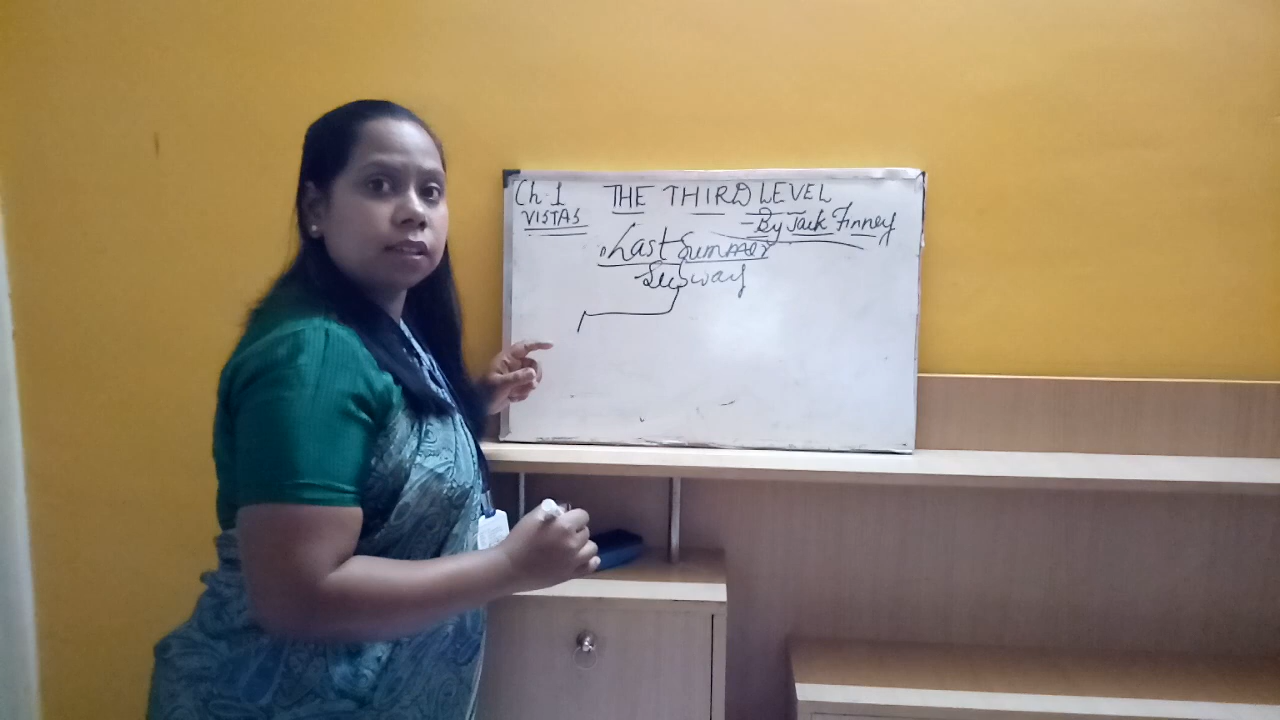 Ch. 1 THE THIRD LEVEL
VISTAS - By Jack Finney
Last Summer
Subway